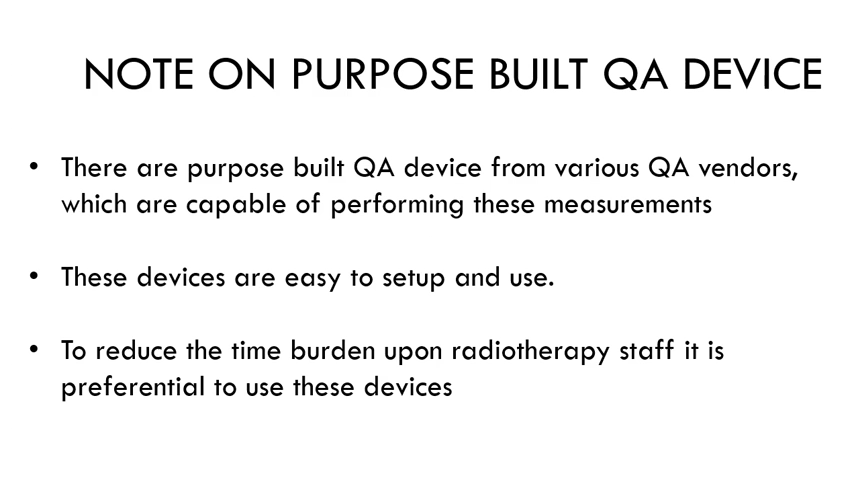 NOTE ON PURPOSE BUILT QA DEVICE
• There are purpose built QA device from various QA vendors,
which are capable of performing these measurements
• These devices are easy to setup and use.
• To reduce the time burden upon radiotherapy staff it is
preferential to use these devices